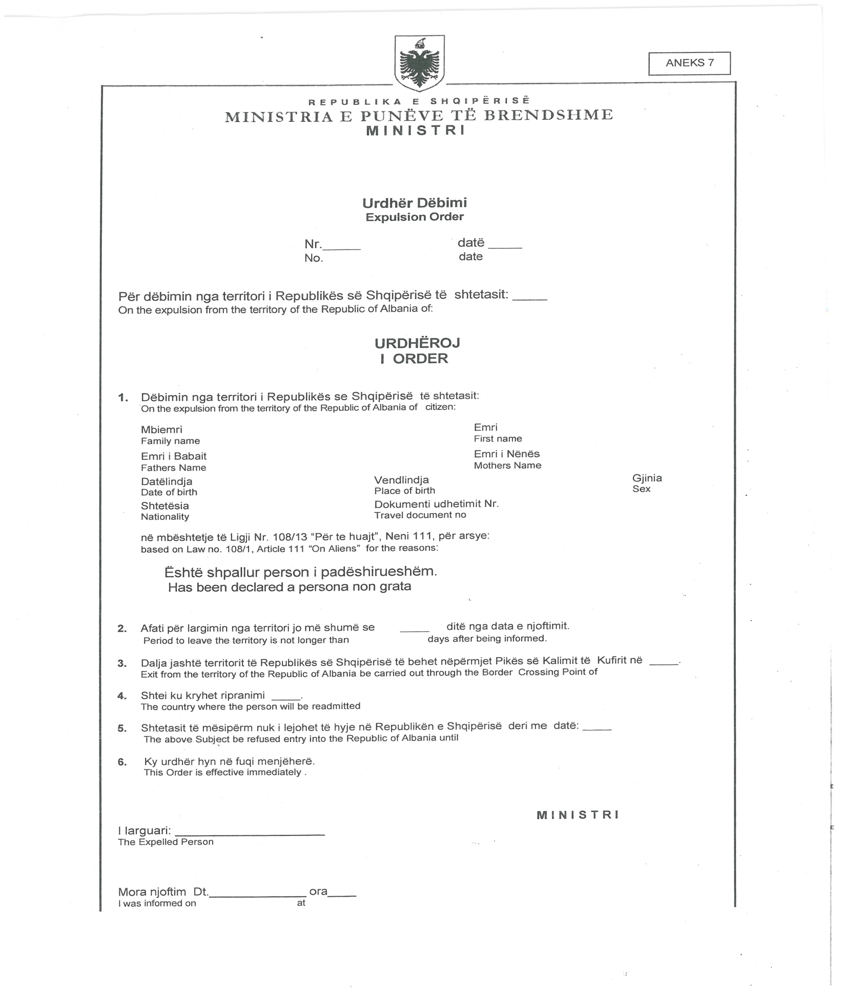 ANEKS 7
REPUBLIKA E SHQIPËRISË
MINISTRIA E PUNËVE TË BRENDSHME
MINISTRI
Urdhër Dëbimi
Expulsion Order
Nr._____ datë _____
No. date
Për dëbimin nga territori i Republikës së Shqipërisë të shtetasit: _____
On the expulsion from the territory of the Republic of Albania of:
URDHËROJ
I ORDER
1. Dëbimin nga territori i Republikës se Shqipërisë të shtetasit:
On the expulsion from the territory of the Republic of Albania of citizen:
Mbiemri Emri
Family name First name
Emri i Babait Emri i Nënës
Fathers Name Mothers Name
Datëlindja Vendlindja Gjinia
Date of birth Place of birth Sex
Shtetësia Dokumenti udhetimit Nr.
Nationality Travel document no
në mbështetje të Ligji Nr. 108/13 “Për te huajt”, Neni 111, për arsye:
based on Law no. 108/1, Article 111 “On Aliens” for the reasons:
Është shpallur person i padëshirueshëm.
Has been declared a persona non grata
2. Afati për largimin nga territori jo më shumë se _____ ditë nga data e njoftimit.
Period to leave the territory is not longer than days after being informed.
3. Dalja jashtë territorit të Republikës së Shqipërisë të behet nëpërmjet Pikës së Kalimit të Kufirit në _____.
Exit from the territory of the Republic of Albania be carried out through the Border Crossing Point of
4. Shtei ku kryhet ripranimi _____.
The country where the person will be readmitted
5. Shtetasit të mësipërm nuk i lejohet të hyje në Republikën e Shqipërisë deri me datë: _____
The above Subject be refused entry into the Republic of Albania until
6. Ky urdhër hyn në fuqi menjëherë.
This Order is effective immediately .
MINISTRI
I larguari: _____
The Expelled Person
Mora njoftim Dt._____ ora_____
I was informed on at